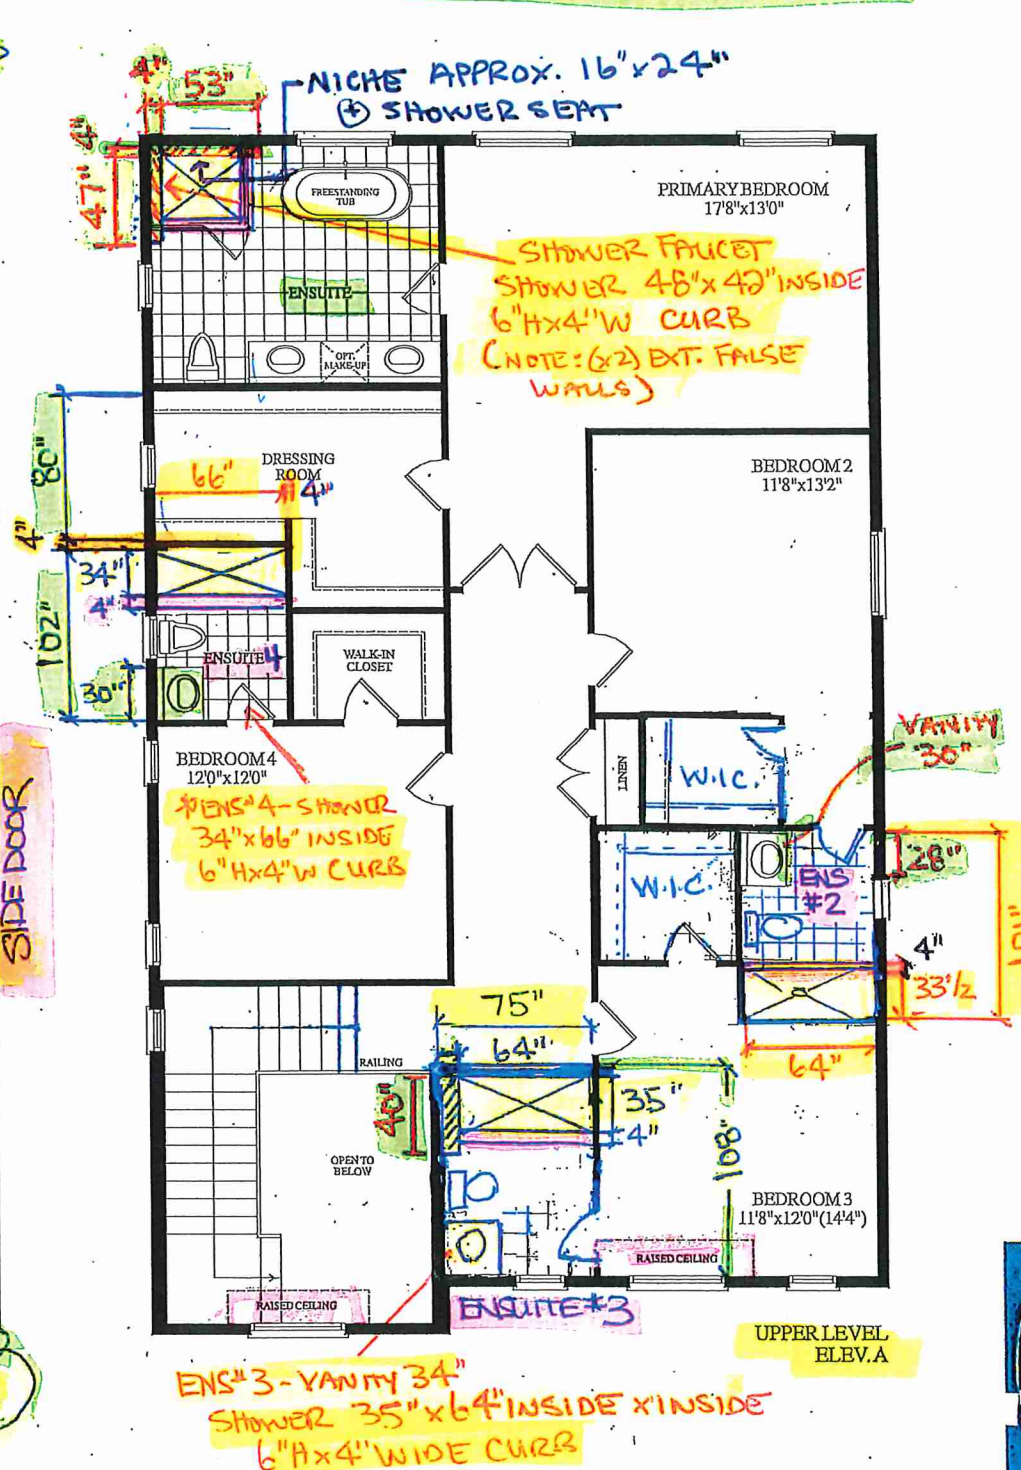 4"
53"
NICHE APPROX. 16"x24"
(+) SHOWER SEAT
4"
47"
FREESTANDING
TUB
PRIMARY BEDROOM
17'8"x13'0"
SHOWER FAUCET
SHOWER 48"x42" INSIDE
6"Hx4"W CURB
(NOTE: (x2) EXT. FALSE
WALLS)
ENSUITE
OPT.
MAKE-UP
80"
DRESSING
ROOM
66"
4"
BEDROOM 2
11'8"x13'2"
4"
34"
4"
102"
30"
ENSUITE 4
WALK-IN
CLOSET
BEDROOM 4
12'0"x12'0"
*ENS#4-SHOWER
34"x66" INSIDE
6"Hx4"W CURB
LINEN
W.I.C.
VANITY
30"
SIDE DOOR
W.I.C.
ENS
#2
28"
4"
33 1/2
101"
64"
75"
64"
RAILING
40"
35"
4"
108"
OPEN TO
BELOW
BEDROOM 3
11'8"x12'0"(14'4")
RAISED CEILING
RAISED CEILING
ENSUITE #3
UPPER LEVEL
ELEV. A
ENS#3-VANITY 34"
SHOWER 35"x64" INSIDE X INSIDE
6"Hx4" WIDE CURB